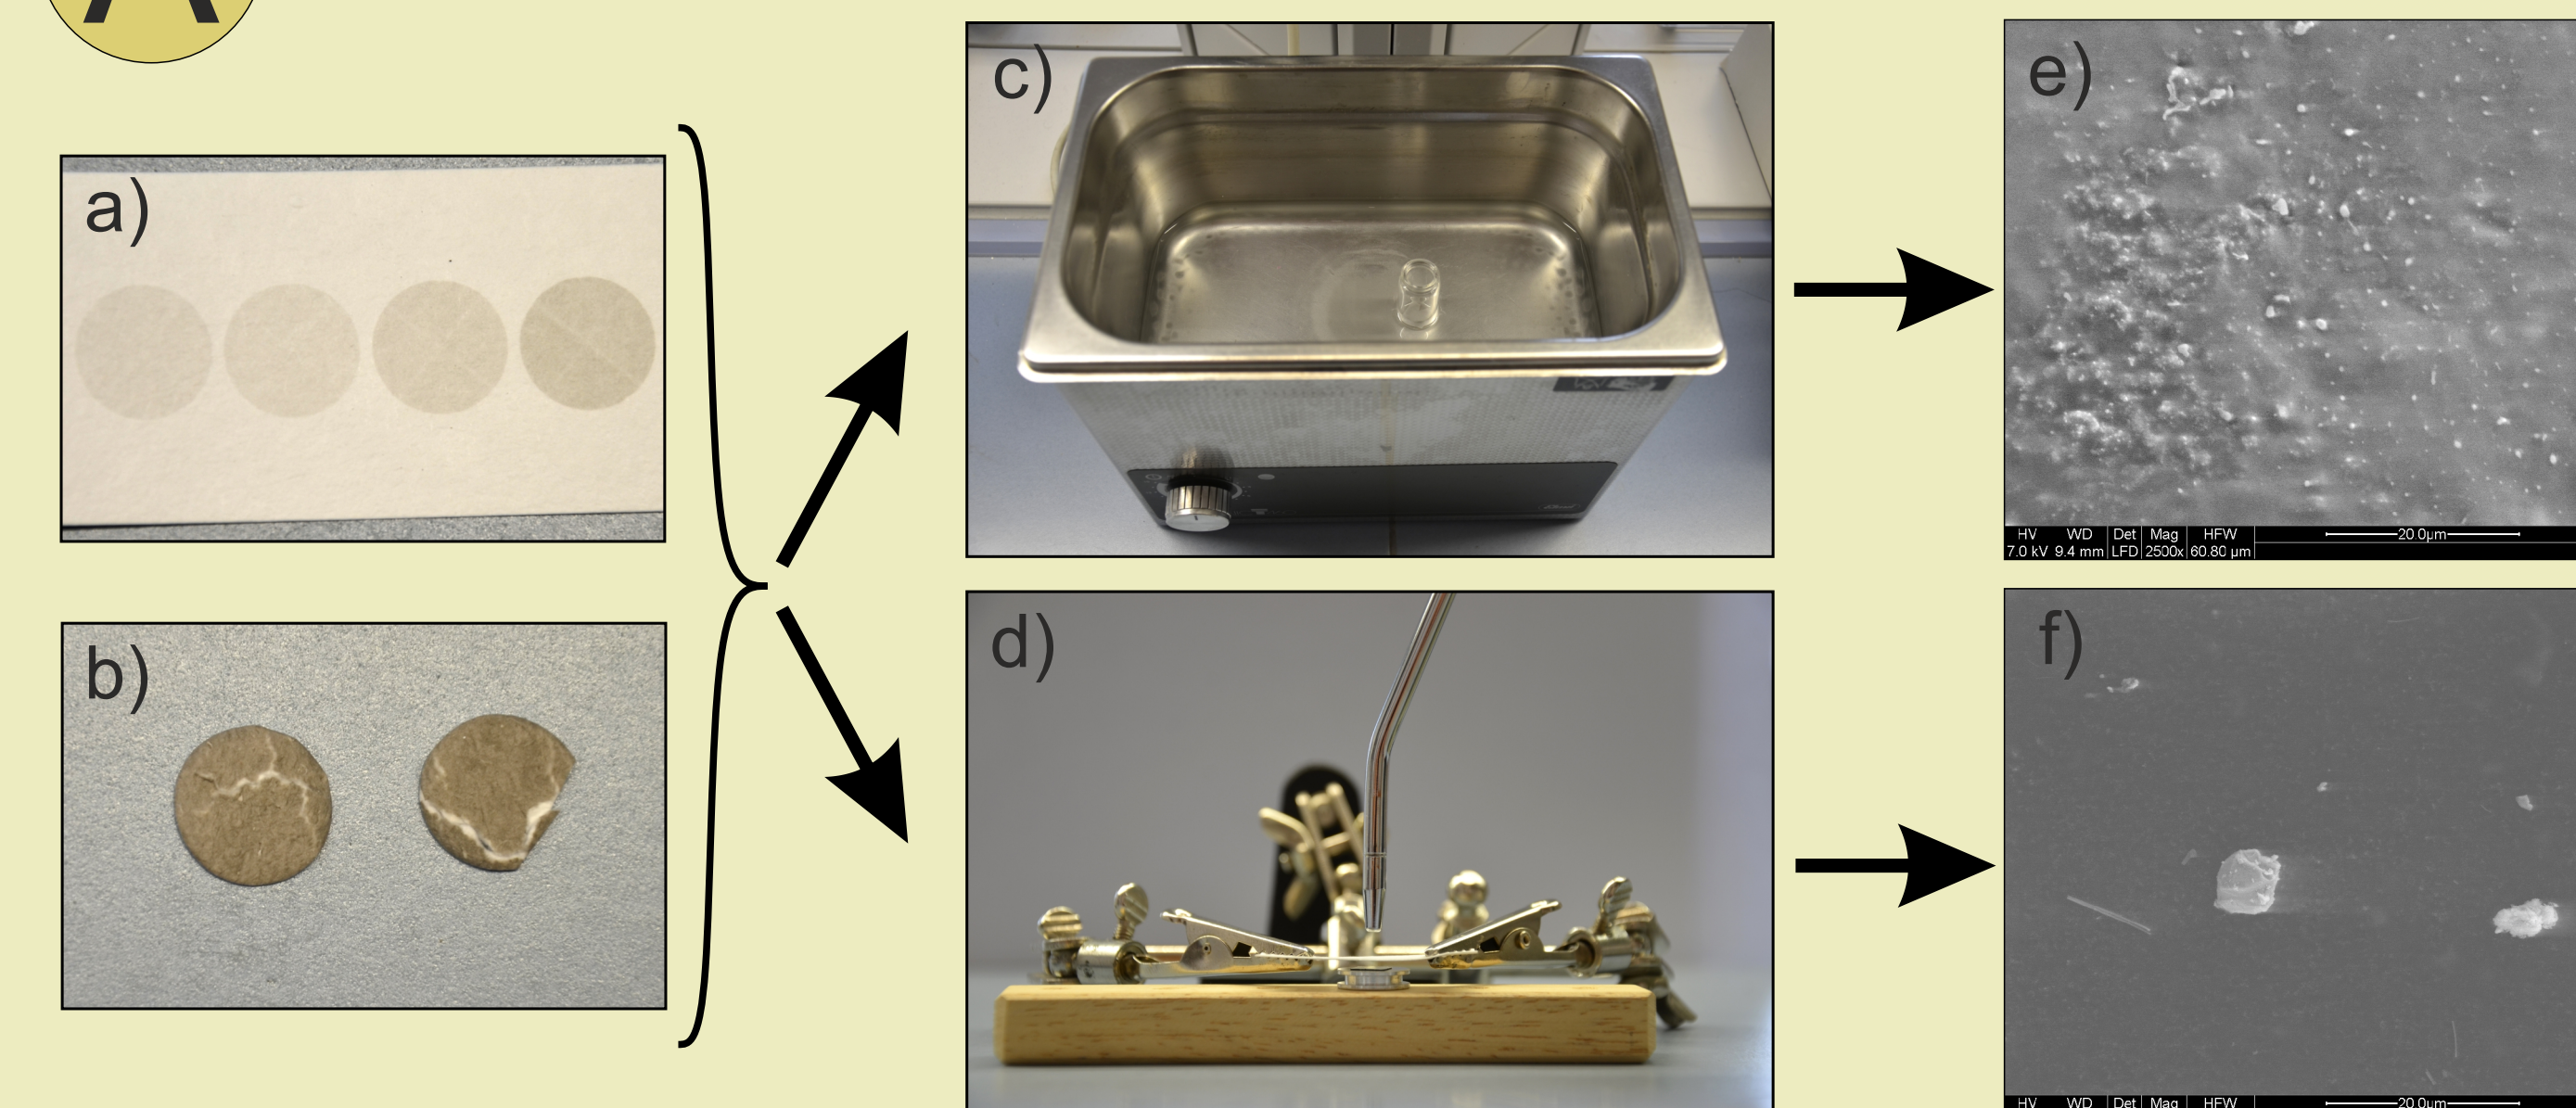 A
a)
b)
c)
d)
e)
HV WD Det Mag HFW 20.0µm
7.0 kV 9.4 mm LFD 2500x 60.80 µm
f)
HV WD Det Mag HFW 20.0µm